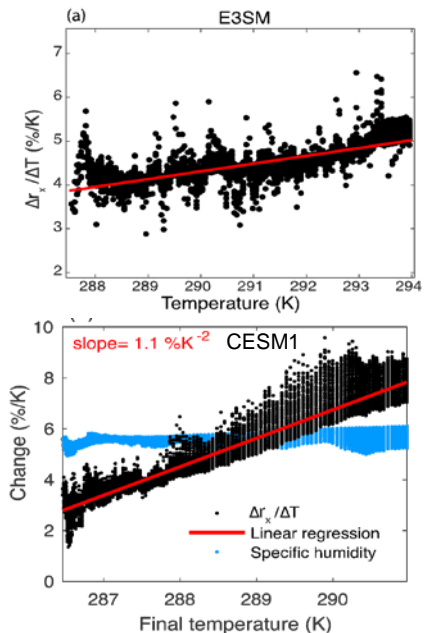 (a)
E3SM
Δrₓ/ΔT (%/K)
7
6
5
4
3
2
288 289 290 291 292 293 294
Temperature (K)
slope= 1.1 %K⁻² CESM1
Change (%/K)
10
8
6
4
2
0
Δrₓ/ΔT
Linear regression
Specific humidity
287 288 289 290
Final temperature (K)